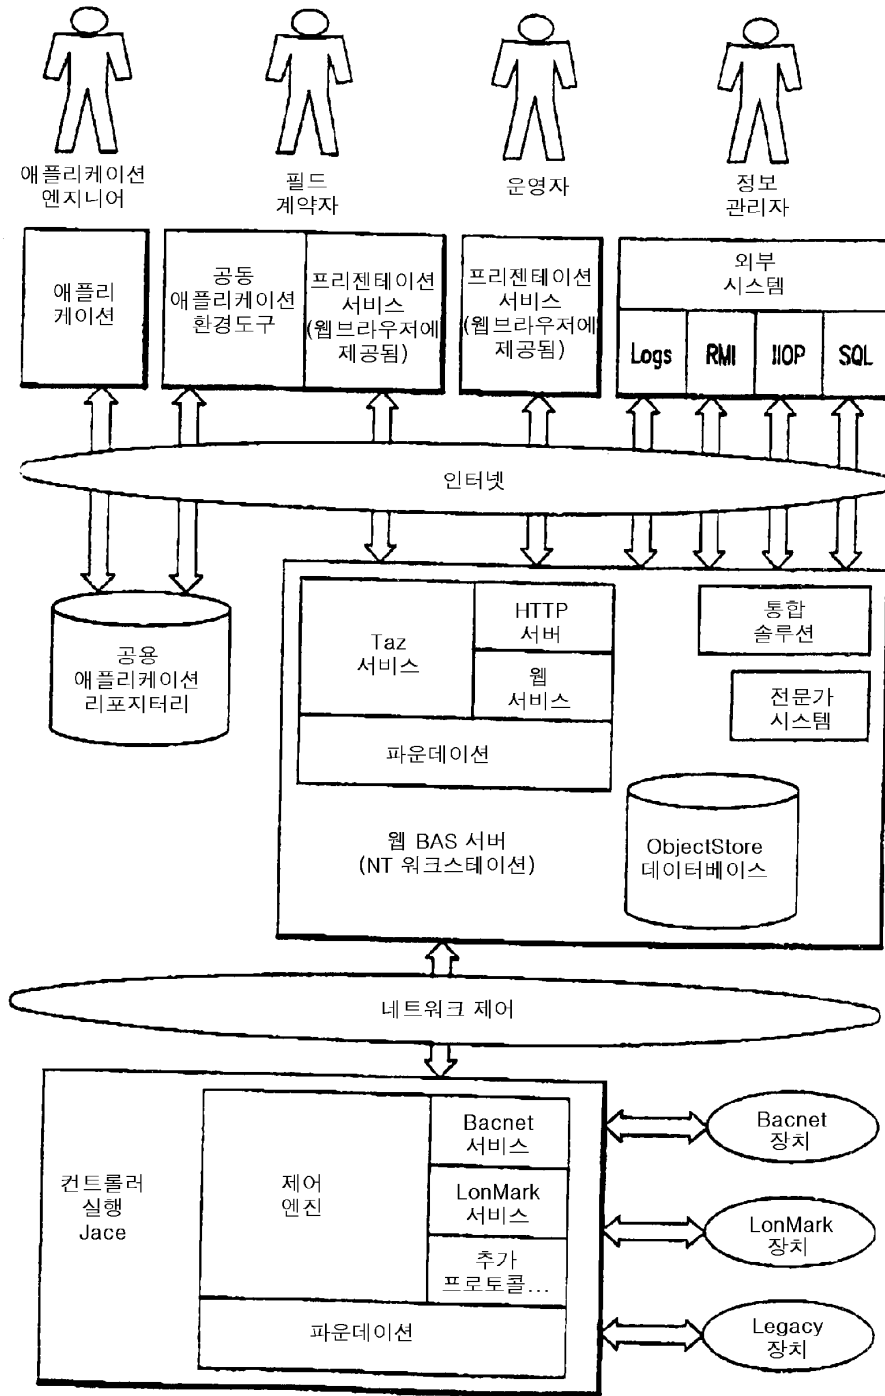 애플리케이션
엔지니어
필드
계약자
운영자
정보
관리자
애플리
케이션
공동
애플리케이션
환경도구
프리젠테이션
서비스
(웹브라우저에
제공됨)
프리젠테이션
서비스
(웹브라우저에
제공됨)
외부
시스템
Logs
RMI
IIOP
SQL
인터넷
공용
애플리케이션
리포지터리
Taz
서비스
HTTP
서버
웹
서비스
파운데이션
통합
솔루션
전문가
시스템
웹 BAS 서버
(NT 워크스테이션)
ObjectStore
데이터베이스
네트워크 제어
컨트롤러
실행
Jace
제어
엔진
Bacnet
서비스
LonMark
서비스
추가
프로토콜...
파운데이션
Bacnet
장치
LonMark
장치
Legacy
장치